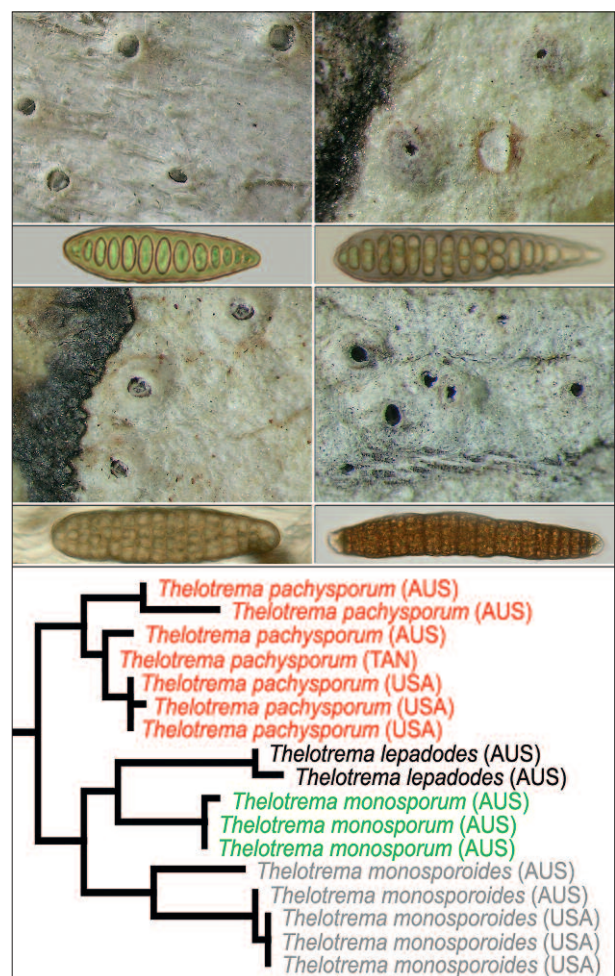 Thelotrema pachysporum (AUS)
Thelotrema pachysporum (AUS)
Thelotrema pachysporum (AUS)
Thelotrema pachysporum (TAN)
Thelotrema pachysporum (USA)
Thelotrema pachysporum (USA)
Thelotrema pachysporum (USA)
Thelotrema lepadodes (AUS)
Thelotrema lepadodes (AUS)
Thelotrema monosporum (AUS)
Thelotrema monosporum (AUS)
Thelotrema monosporum (AUS)
Thelotrema monosporoides (AUS)
Thelotrema monosporoides (AUS)
Thelotrema monosporoides (USA)
Thelotrema monosporoides (USA)
Thelotrema monosporoides (USA)